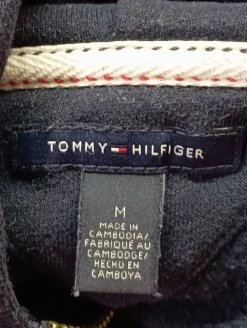 TOMMY HILFIGER
M
MADE IN
CAMBODIA/
FABRIQUÉ AU
CAMBODGE/
HECHO EN
CAMBOYA